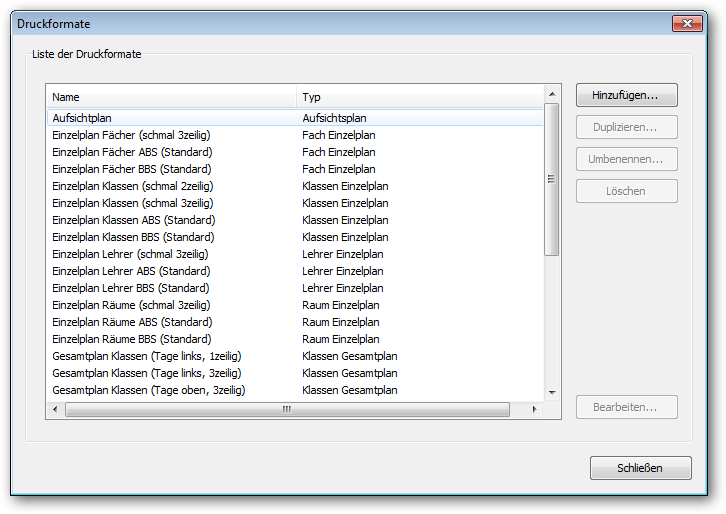 Druckformate
Liste der Druckformate
Name Typ
Aufsichtplan Aufsichtsplan
Einzelplan Fächer (schmal 3zeilig) Fach Einzelplan
Einzelplan Fächer ABS (Standard) Fach Einzelplan
Einzelplan Fächer BBS (Standard) Fach Einzelplan
Einzelplan Klassen (schmal 2zeilig) Klassen Einzelplan
Einzelplan Klassen (schmal 3zeilig) Klassen Einzelplan
Einzelplan Klassen ABS (Standard) Klassen Einzelplan
Einzelplan Klassen BBS (Standard) Klassen Einzelplan
Einzelplan Lehrer (schmal 3zeilig) Lehrer Einzelplan
Einzelplan Lehrer ABS (Standard) Lehrer Einzelplan
Einzelplan Lehrer BBS (Standard) Lehrer Einzelplan
Einzelplan Räume (schmal 3zeilig) Raum Einzelplan
Einzelplan Räume ABS (Standard) Raum Einzelplan
Einzelplan Räume BBS (Standard) Raum Einzelplan
Gesamtplan Klassen (Tage links, 1zeilig) Klassen Gesamtplan
Gesamtplan Klassen (Tage links, 3zeilig) Klassen Gesamtplan
Gesamtplan Klassen (Tage oben, 3zeilig) Klassen Gesamtplan
Hinzufügen...
Duplizieren...
Umbenennen...
Löschen
Bearbeiten...
Schließen